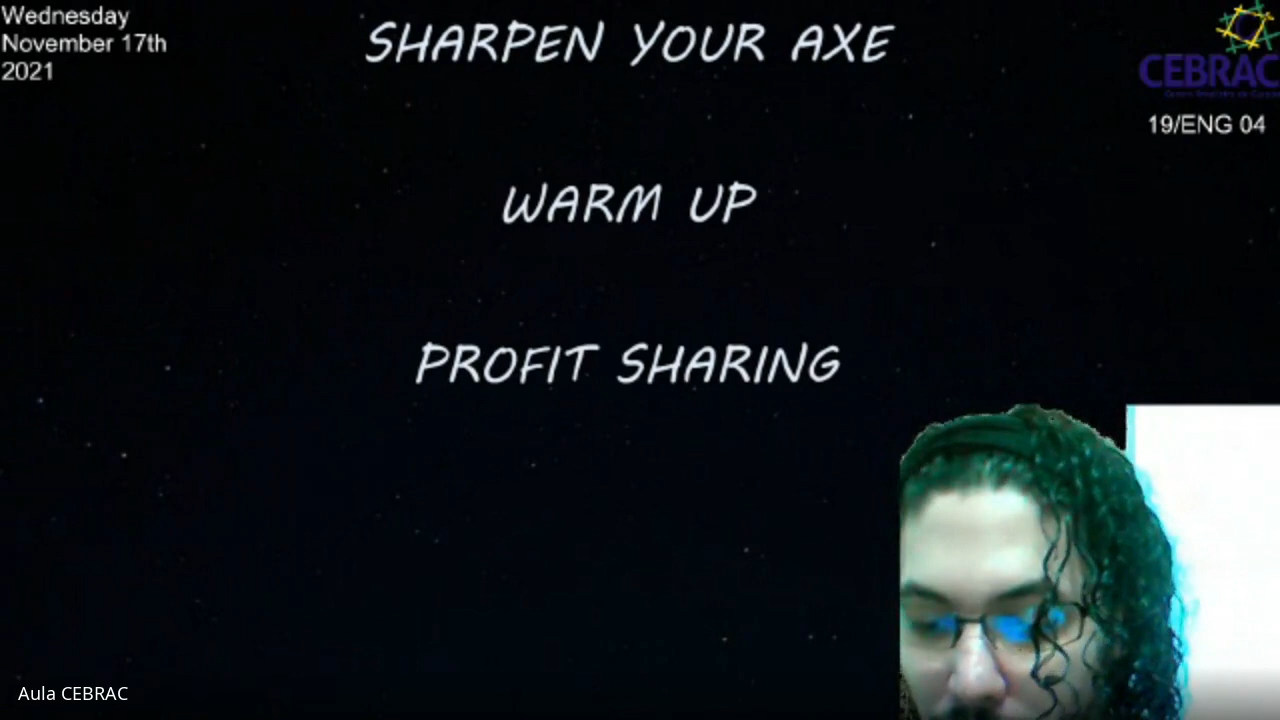 Wednesday
November 17th
2021
SHARPEN YOUR AXE
CEBRAC
19/ENG 04
WARM UP
PROFIT SHARING
Aula CEBRAC